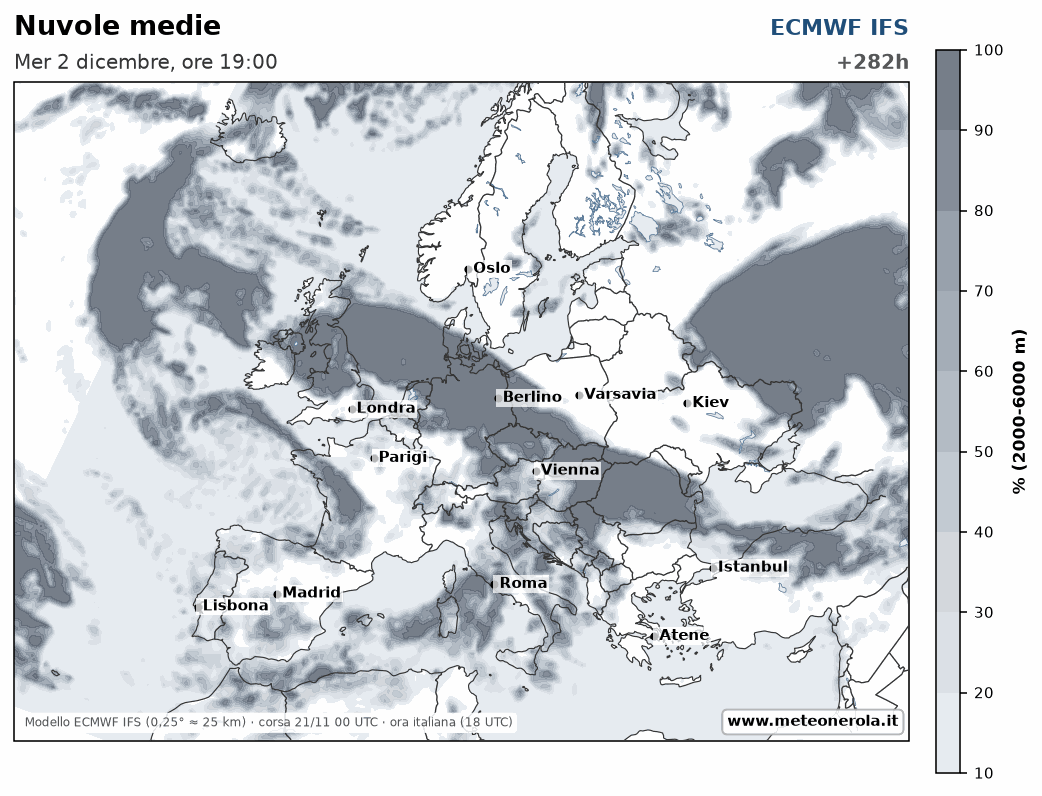 Nuvole medie
ECMWF IFS
Mer 2 dicembre, ore 19:00
+282h
100
90
80
70
60
50
40
30
20
10
% (2000-6000 m)
Oslo
Berlino
Varsavia
Kiev
Londra
Parigi
Vienna
Istanbul
Roma
Madrid
Lisbona
Atene
Modello ECMWF IFS (0,25° ≈ 25 km) · corsa 21/11 00 UTC · ora italiana (18 UTC)
www.meteonerola.it